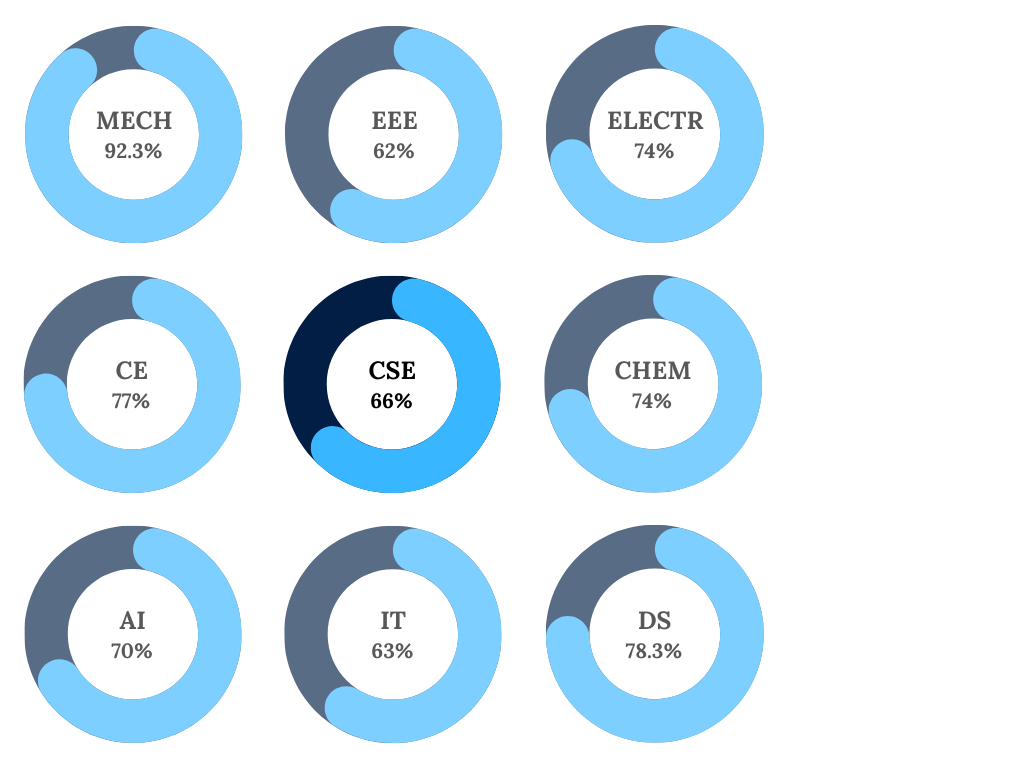 MECH
92.3%
EEE
62%
ELECTR
74%
CE
77%
CSE
66%
CHEM
74%
AI
70%
IT
63%
DS
78.3%